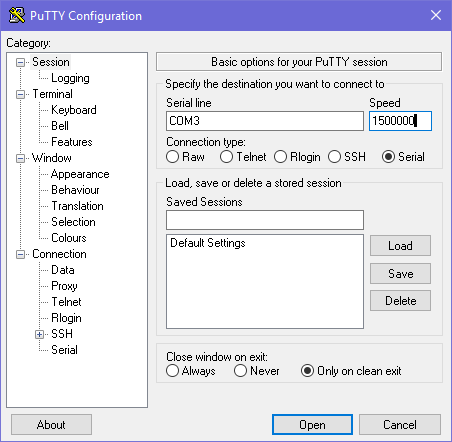 PuTTY Configuration
Category:
Session
Logging
Terminal
Keyboard
Bell
Features
Window
Appearance
Behaviour
Translation
Selection
Colours
Connection
Data
Proxy
Telnet
Rlogin
SSH
Serial
Basic options for your PuTTY session
Specify the destination you want to connect to
Serial line Speed
COM3 1500000
Connection type:
Raw Telnet Rlogin SSH Serial
Load, save or delete a stored session
Saved Sessions
Default Settings
Load
Save
Delete
Close window on exit:
Always Never Only on clean exit
About Open Cancel